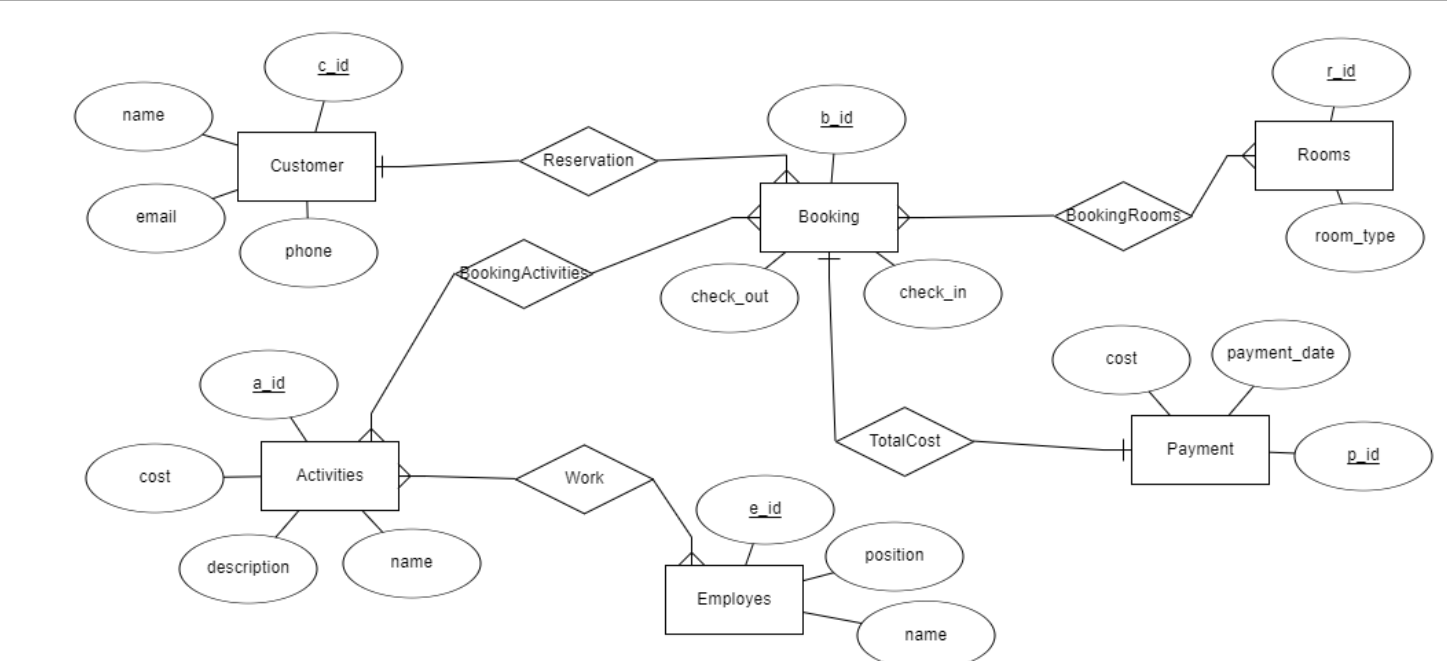 c_id
r_id
name
b_id
Customer
Reservation
Rooms
email
Booking
BookingRooms
phone
room_type
BookingActivities
check_out
check_in
a_id
cost
payment_date
TotalCost
Payment
p_id
cost
Activities
Work
e_id
description
name
position
Employes
name